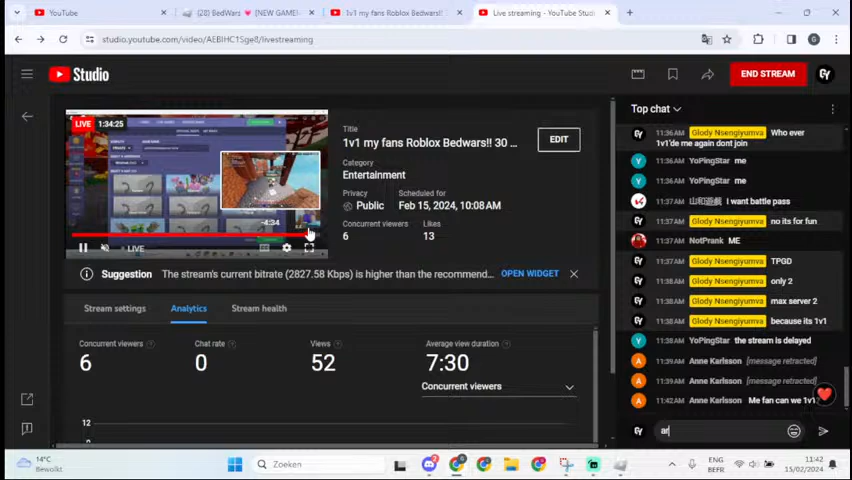 YouTube
(28) BedWars 💗 [NEW GAME!
1v1 my fans Roblox Bedwars!!
Live streaming - YouTube Studi
studio.youtube.com/video/AEBIHC1Sge8/livestreaming
G
Studio
END STREAM
LIVE 1:34:25
-4:34
LIVE
Title
1v1 my fans Roblox Bedwars!! 30 ...
EDIT
Category
Entertainment
Privacy
Public
Scheduled for
Feb 15, 2024, 10:08 AM
Concurrent viewers
6
Likes
13
Suggestion The stream's current bitrate (2827.58 Kbps) is higher than the recommend... OPEN WIDGET
Stream settings
Analytics
Stream health
Concurrent viewers
6
Chat rate
0
Views
52
Average view duration
7:30
Concurrent viewers
12
Top chat
11:36 AM Glody Nsengiyumva Who ever
1v1'de me again dont join
11:36 AM YoPingStar me
11:36 AM YoPingStar me
11:37 AM I want battle pass
11:37 AM Glody Nsengiyumva no its for fun
11:37 AM NotPrank ME
11:37 AM Glody Nsengiyumva TPGD
11:38 AM Glody Nsengiyumva only 2
11:38 AM Glody Nsengiyumva max server 2
11:38 AM Glody Nsengiyumva because its 1v1
11:38 AM YoPingStar the stream is delayed
11:39 AM Anne Karlsson [message retracted]
11:39 AM Anne Karlsson [message retracted]
11:42 AM Anne Karlsson Me fan can we 1v1
ar
14°C
Bewolkt
Zoeken
ENG
BEFR
11:42
15/02/2024